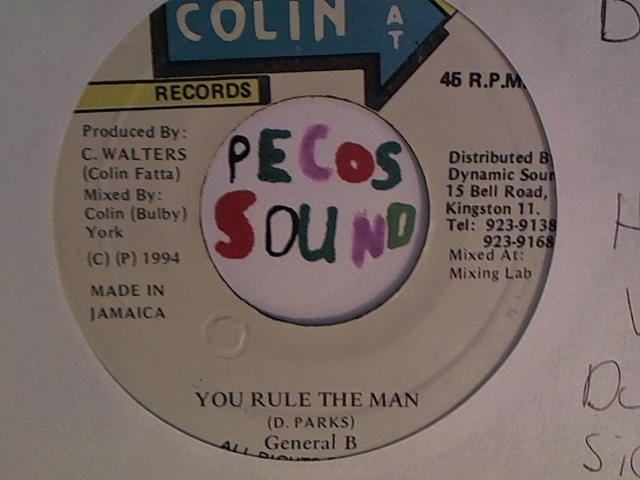 COLIN
AT
RECORDS
45 R.P.M.
Produced By:
C. WALTERS
(Colin Fatta)
Mixed By:
Colin (Bulby)
York
(C) (P) 1994
MADE IN
JAMAICA
PECOS
SOUND
Distributed B
Dynamic Soun
15 Bell Road,
Kingston 11.
Tel: 923-9138
923-9168
Mixed At:
Mixing Lab
YOU RULE THE MAN
(D. PARKS)
General B
ALL RIGHTS